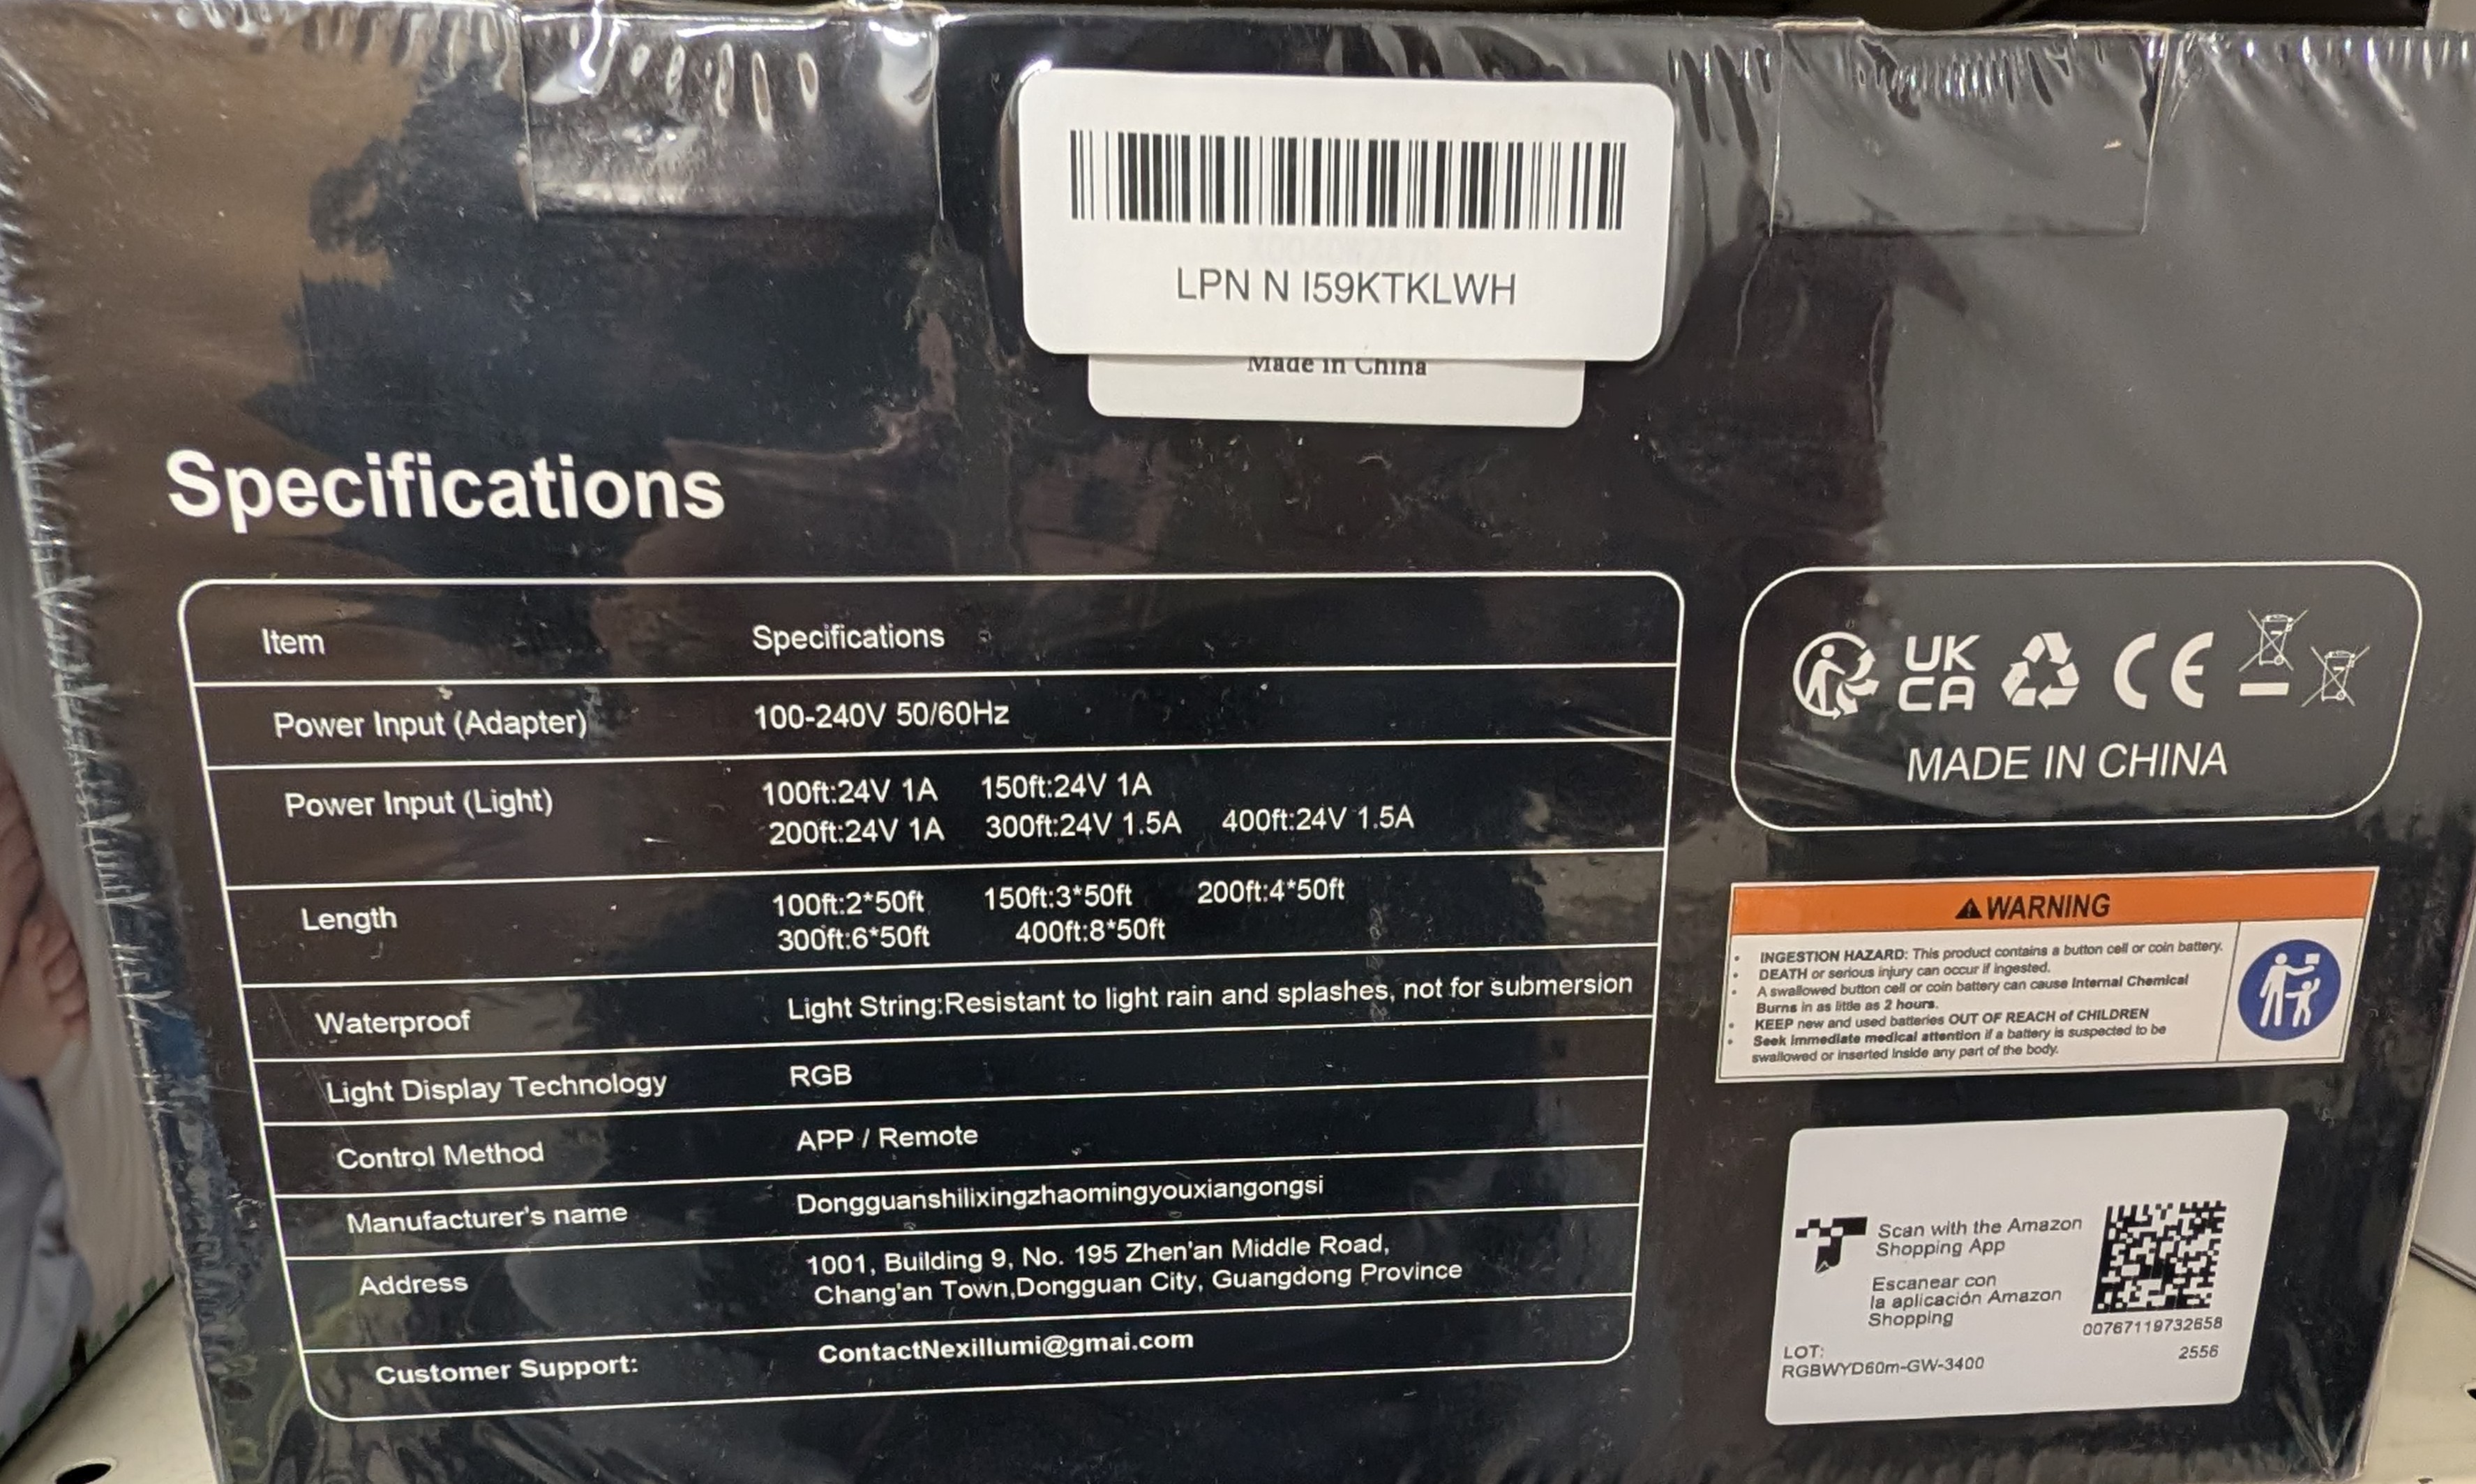 LPN N I59KTKLWH
Made in China
Specifications
Item Specifications
Power Input (Adapter) 100-240V 50/60Hz
Power Input (Light) 100ft:24V 1A 150ft:24V 1A
200ft:24V 1A 300ft:24V 1.5A 400ft:24V 1.5A
Length 100ft:2*50ft 150ft:3*50ft 200ft:4*50ft
300ft:6*50ft 400ft:8*50ft
Waterproof Light String:Resistant to light rain and splashes, not for submersion
Light Display Technology RGB
Control Method APP / Remote
Manufacturer's name Dongguanshilixingzhaomingyouxiangongsi
Address 1001, Building 9, No. 195 Zhen'an Middle Road,
Chang'an Town,Dongguan City, Guangdong Province
Customer Support: ContactNexillumi@gmai.com
UK
CA
CE
MADE IN CHINA
WARNING
• INGESTION HAZARD: This product contains a button cell or coin battery.
• DEATH or serious injury can occur if ingested.
• A swallowed button cell or coin battery can cause Internal Chemical
Burns in as little as 2 hours.
• KEEP new and used batteries OUT OF REACH of CHILDREN
• Seek immediate medical attention if a battery is suspected to be
swallowed or inserted inside any part of the body.
Scan with the Amazon
Shopping App
Escanear con
la aplicación Amazon
Shopping
00767119732658
LOT:
RGBWYD60m-GW-3400
2556